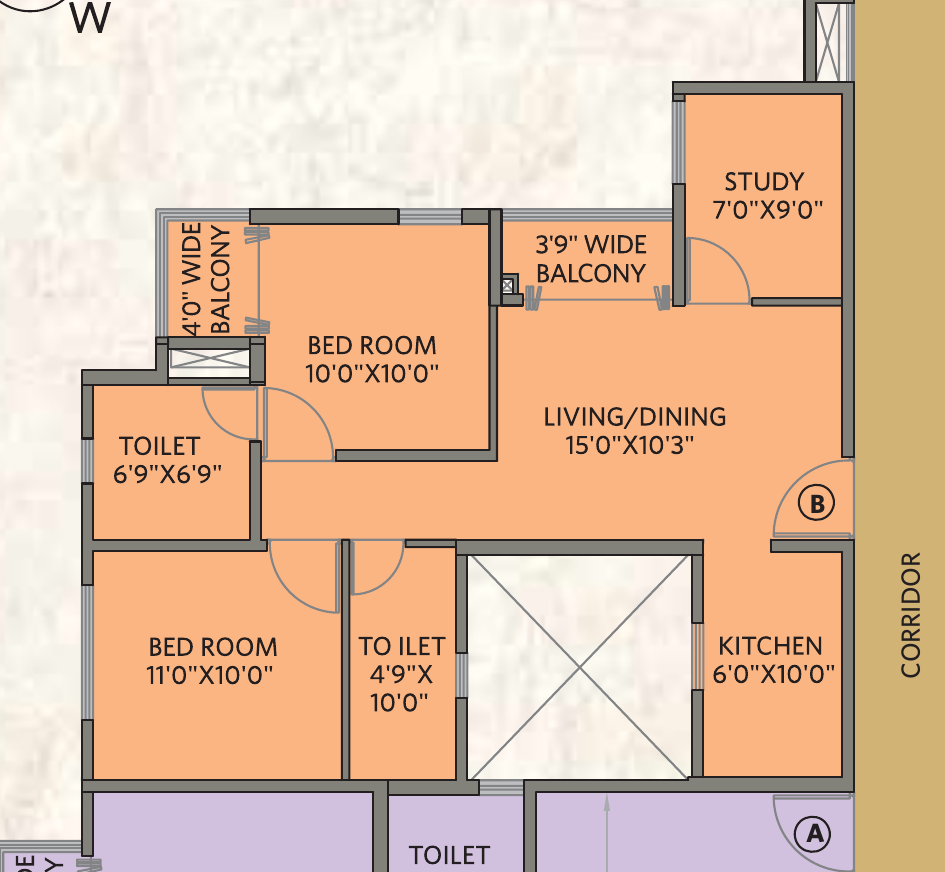 W
STUDY
7'0"X9'0"
4'0" WIDE
BALCONY
3'9" WIDE
BALCONY
BED ROOM
10'0"X10'0"
LIVING/DINING
15'0"X10'3"
TOILET
6'9"X6'9"
B
CORRIDOR
BED ROOM
11'0"X10'0"
TO ILET
4'9"X
10'0"
KITCHEN
6'0"X10'0"
A
TOILET
DE
Y